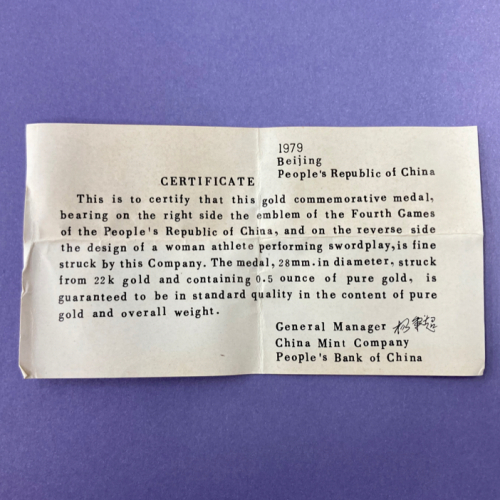 1979
Beijing
People's Republic of China
CERTIFICATE
This is to certify that this gold commemorative medal,
bearing on the right side the emblem of the Fourth Games
of the People's Republic of China, and on the reverse side
the design of a woman athlete performing swordplay, is fine
struck by this Company. The medal, 28mm. in diameter, struck
from 22k gold and containing 0.5 ounce of pure gold, is
guaranteed to be in standard quality in the content of pure
gold and overall weight.
General Manager
China Mint Company
People's Bank of China